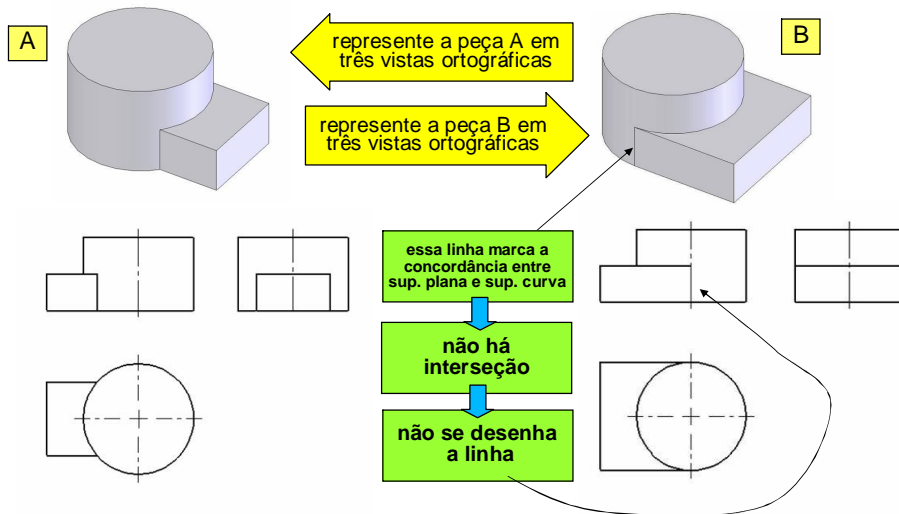 A
represente a peça A em
três vistas ortográficas
B
represente a peça B em
três vistas ortográficas
essa linha marca a
concordância entre
sup. plana e sup. curva
não há
interseção
não se desenha
a linha